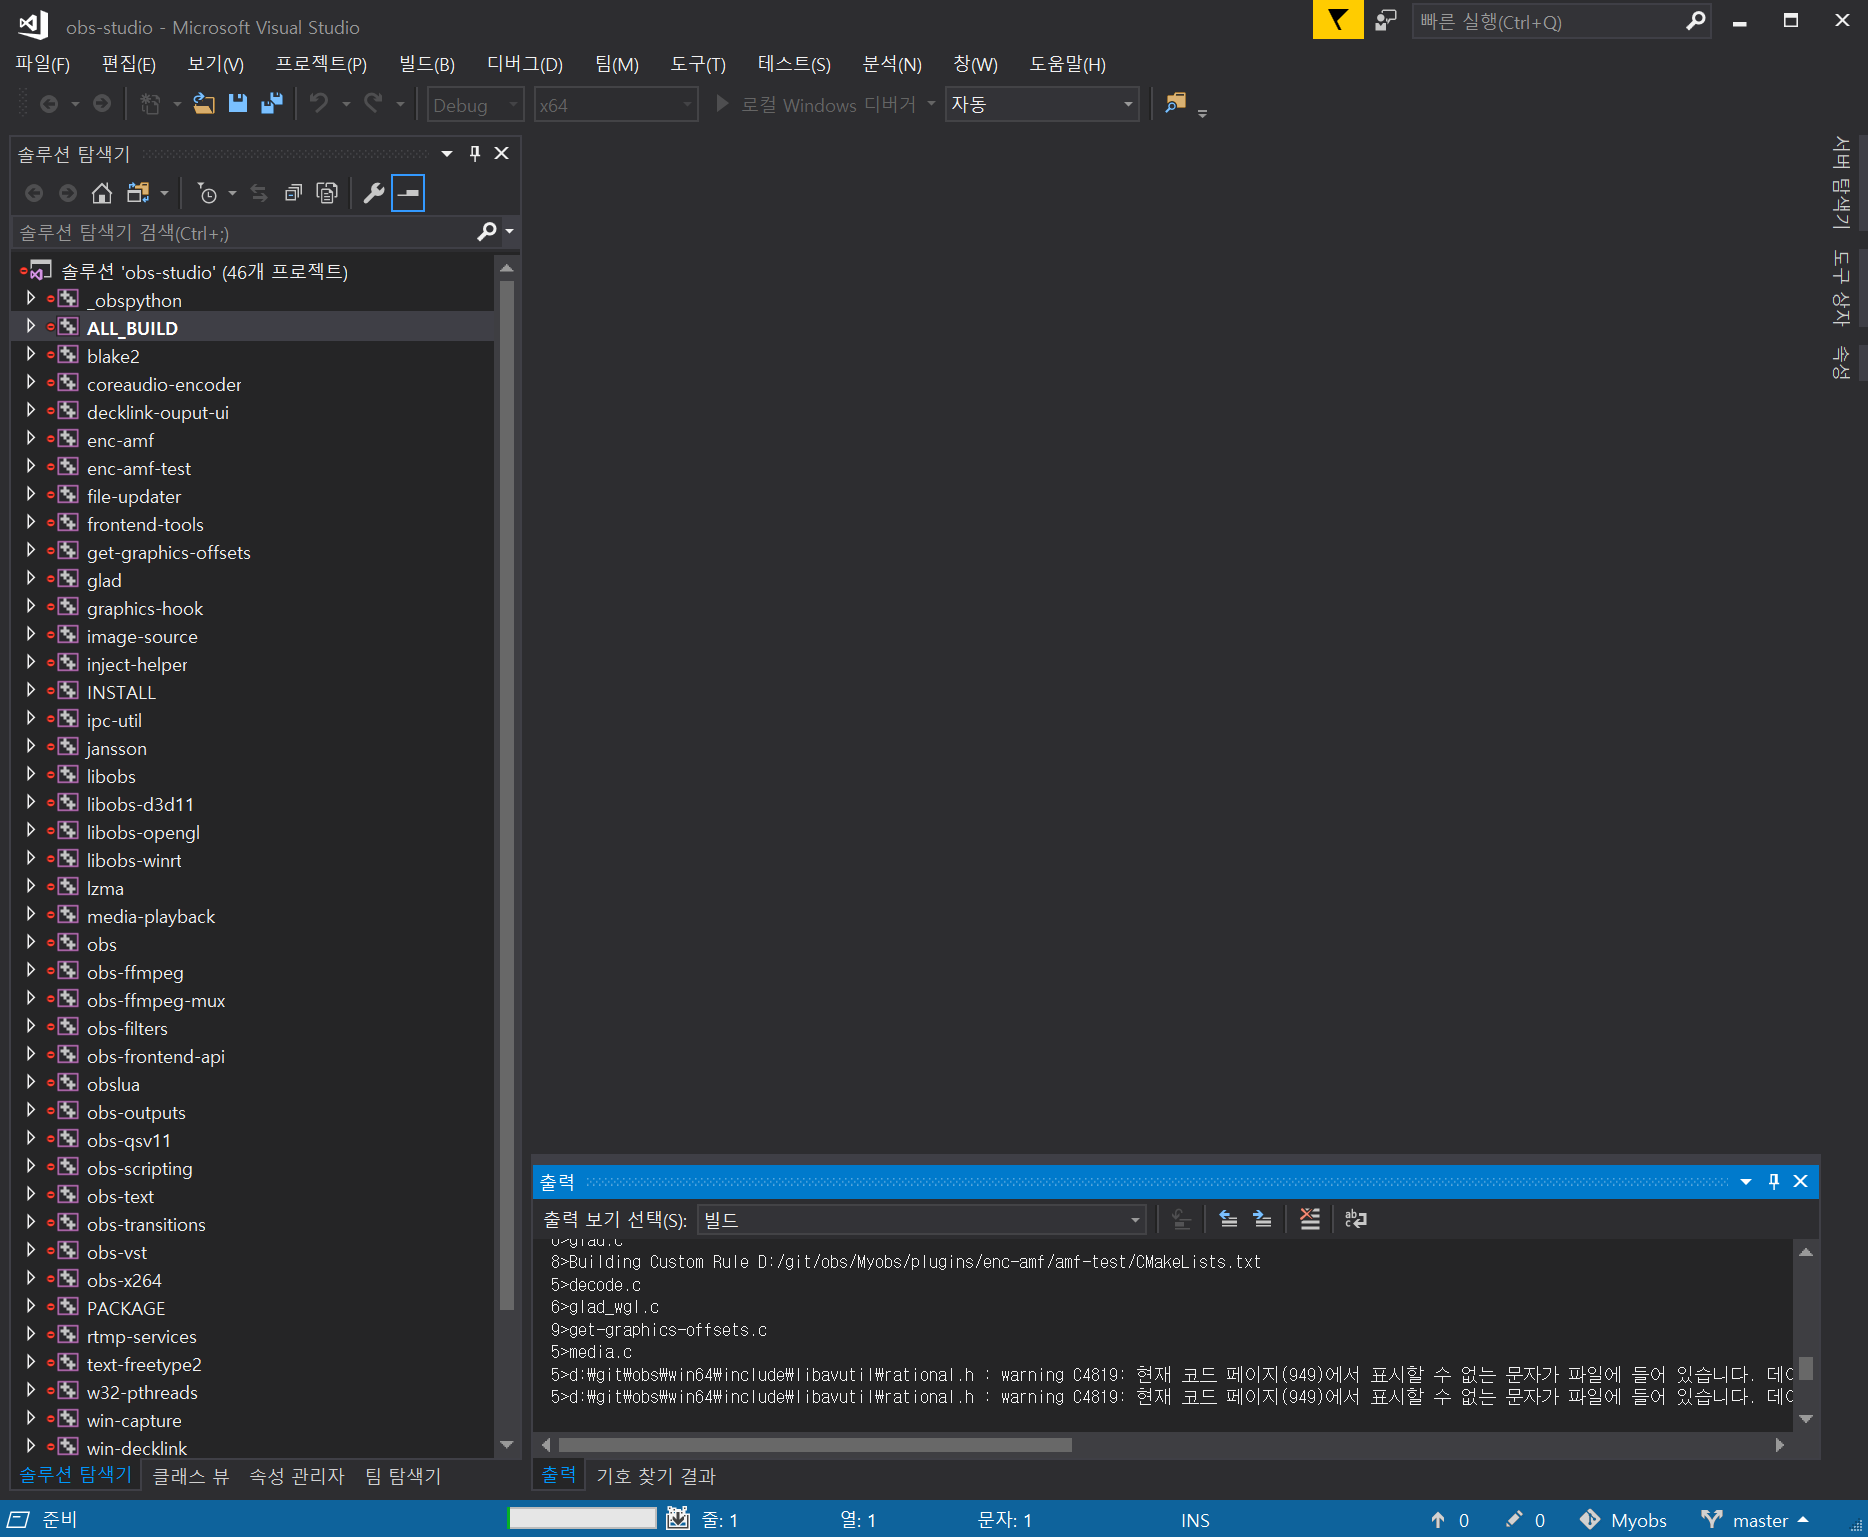 obs-studio - Microsoft Visual Studio
빠른 실행(Ctrl+Q)
파일(F) 편집(E) 보기(V) 프로젝트(P) 빌드(B) 디버그(D) 팀(M) 도구(T) 테스트(S) 분석(N) 창(W) 도움말(H)
Debug x64 로컬 Windows 디버거 자동
솔루션 탐색기
솔루션 탐색기 검색(Ctrl+;)
솔루션 'obs-studio' (46개 프로젝트)
_obspython
ALL_BUILD
blake2
coreaudio-encoder
decklink-ouput-ui
enc-amf
enc-amf-test
file-updater
frontend-tools
get-graphics-offsets
glad
graphics-hook
image-source
inject-helper
INSTALL
ipc-util
jansson
libobs
libobs-d3d11
libobs-opengl
libobs-winrt
lzma
media-playback
obs
obs-ffmpeg
obs-ffmpeg-mux
obs-filters
obs-frontend-api
obslua
obs-outputs
obs-qsv11
obs-scripting
obs-text
obs-transitions
obs-vst
obs-x264
PACKAGE
rtmp-services
text-freetype2
w32-pthreads
win-capture
win-decklink
솔루션 탐색기 클래스 뷰 속성 관리자 팀 탐색기
서버 탐색기
도구 상자
속성
출력
출력 보기 선택(S): 빌드
6>glad.c
8>Building Custom Rule D:/git/obs/Myobs/plugins/enc-amf/amf-test/CMakeLists.txt
5>decode.c
6>glad_wgl.c
9>get-graphics-offsets.c
5>media.c
5>d:₩git₩obs₩win64₩include₩libavutil₩rational.h : warning C4819: 현재 코드 페이지(949)에서 표시할 수 없는 문자가 파일에 들어 있습니다. 데이
5>d:₩git₩obs₩win64₩include₩libavutil₩rational.h : warning C4819: 현재 코드 페이지(949)에서 표시할 수 없는 문자가 파일에 들어 있습니다. 데이
출력 기호 찾기 결과
준비 줄: 1 열: 1 문자: 1 INS 0 0 Myobs master